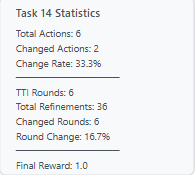 Task 14 Statistics
Total Actions: 6
Changed Actions: 2
Change Rate: 33.3%
TTI Rounds: 6
Total Refinements: 36
Changed Rounds: 6
Round Change: 16.7%
Final Reward: 1.0